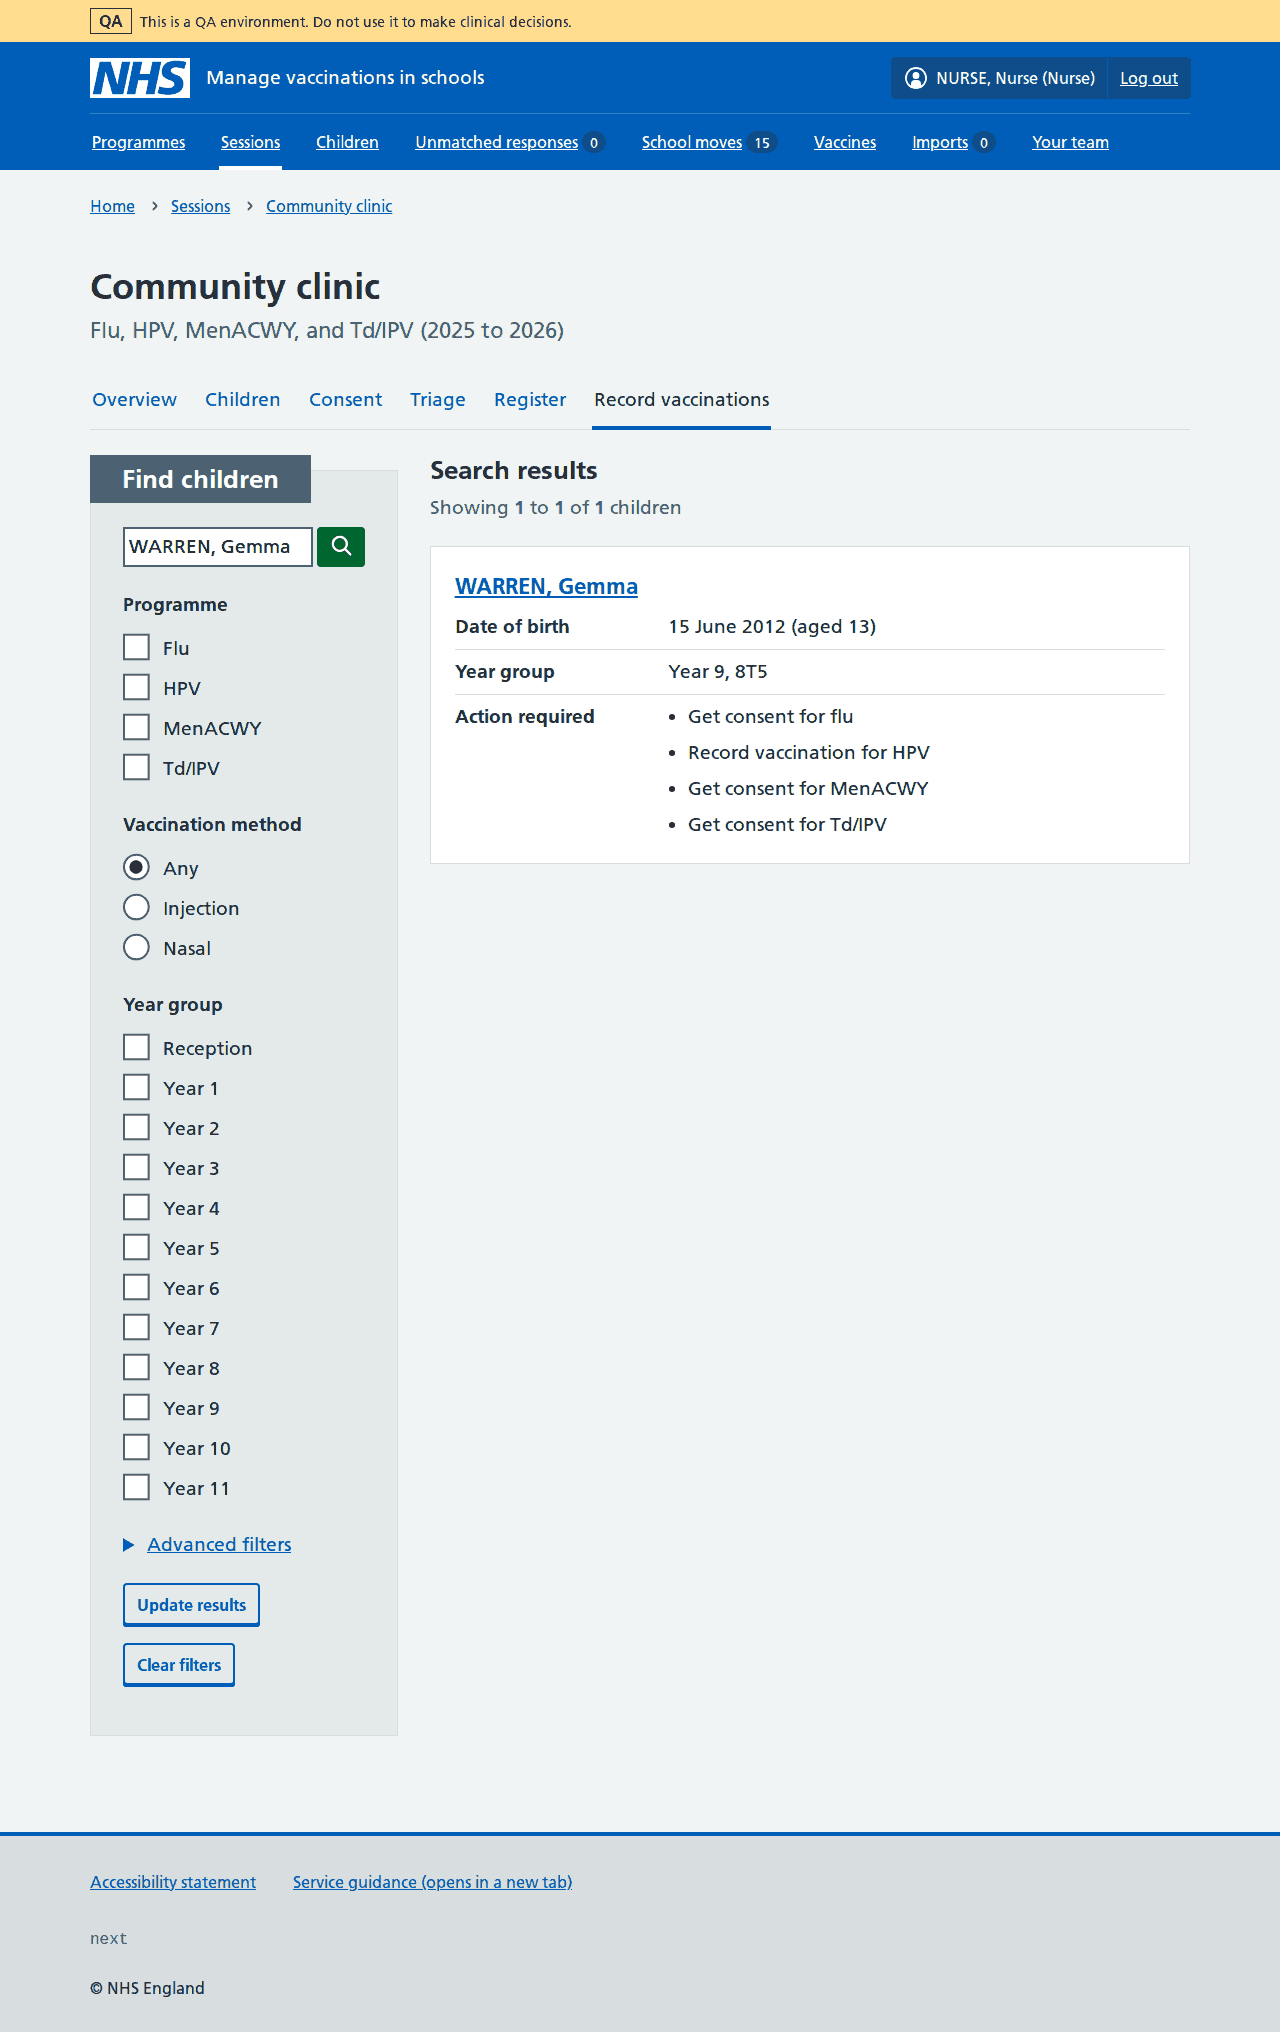 QA This is a QA environment. Do not use it to make clinical decisions.
NHS Manage vaccinations in schools NURSE, Nurse (Nurse) Log out
Programmes Sessions Children Unmatched responses 0 School moves 15 Vaccines Imports 0 Your team
Home Sessions Community clinic
Community clinic
Flu, HPV, MenACWY, and Td/IPV (2025 to 2026)
Overview Children Consent Triage Register Record vaccinations
Find children
WARREN, Gemma
Programme
Flu
HPV
MenACWY
Td/IPV
Vaccination method
Any
Injection
Nasal
Year group
Reception
Year 1
Year 2
Year 3
Year 4
Year 5
Year 6
Year 7
Year 8
Year 9
Year 10
Year 11
Advanced filters
Update results
Clear filters
Search results
Showing 1 to 1 of 1 children
WARREN, Gemma
Date of birth 15 June 2012 (aged 13)
Year group Year 9, 8T5
Action required • Get consent for flu
• Record vaccination for HPV
• Get consent for MenACWY
• Get consent for Td/IPV
Accessibility statement Service guidance (opens in a new tab)
next
© NHS England